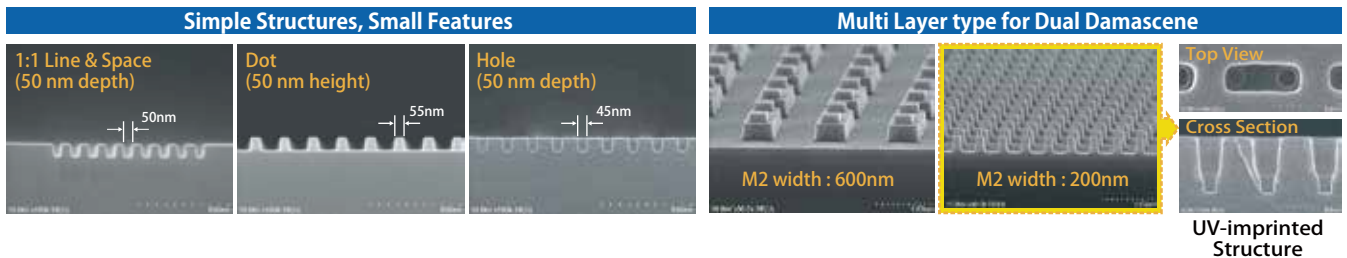 Simple Structures, Small Features
1:1 Line & Space
(50 nm depth)
50nm
Dot
(50 nm height)
55nm
Hole
(50 nm depth)
45nm
Multi Layer type for Dual Damascene
M2 width : 600nm
M2 width : 200nm
Top View
Cross Section
UV-imprinted
Structure